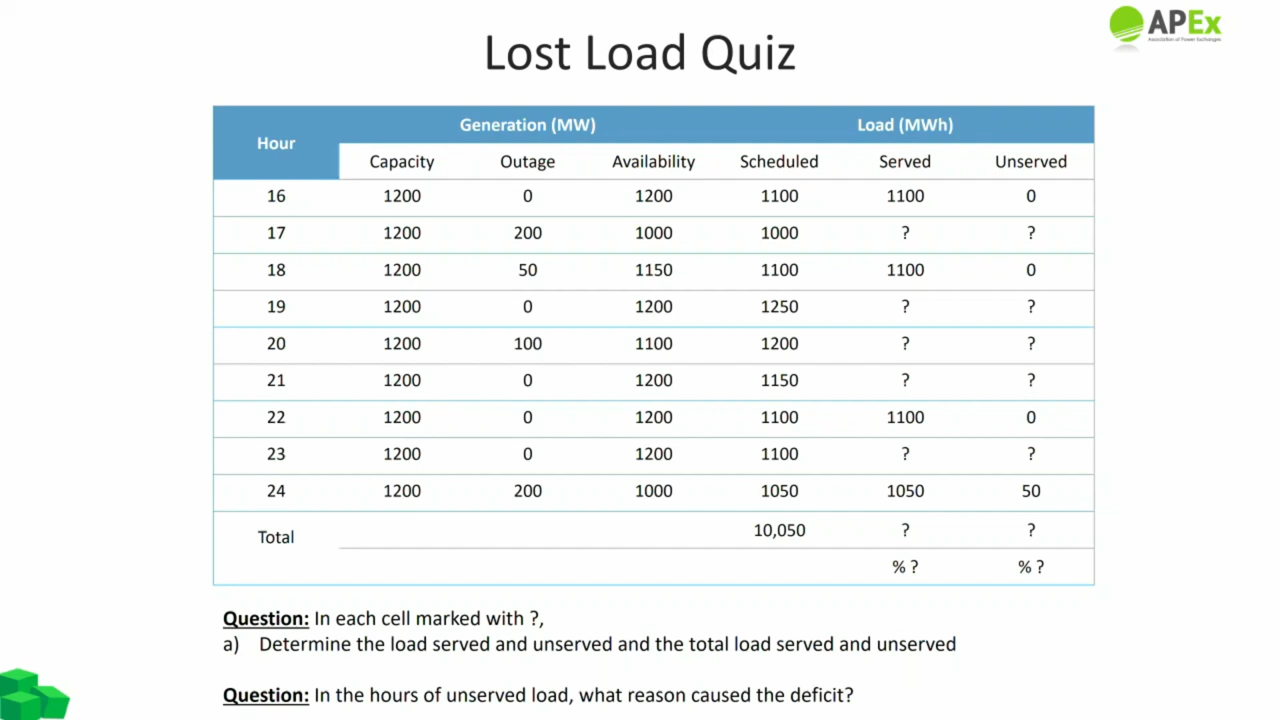 APEx
Association of Power Exchanges
Lost Load Quiz
Hour Generation (MW) Load (MWh)
Capacity Outage Availability Scheduled Served Unserved
16 1200 0 1200 1100 1100 0
17 1200 200 1000 1000 ? ?
18 1200 50 1150 1100 1100 0
19 1200 0 1200 1250 ? ?
20 1200 100 1100 1200 ? ?
21 1200 0 1200 1150 ? ?
22 1200 0 1200 1100 1100 0
23 1200 0 1200 1100 ? ?
24 1200 200 1000 1050 1050 50
Total 10,050 ? ?
% ? % ?
Question: In each cell marked with ?,
a) Determine the load served and unserved and the total load served and unserved
Question: In the hours of unserved load, what reason caused the deficit?